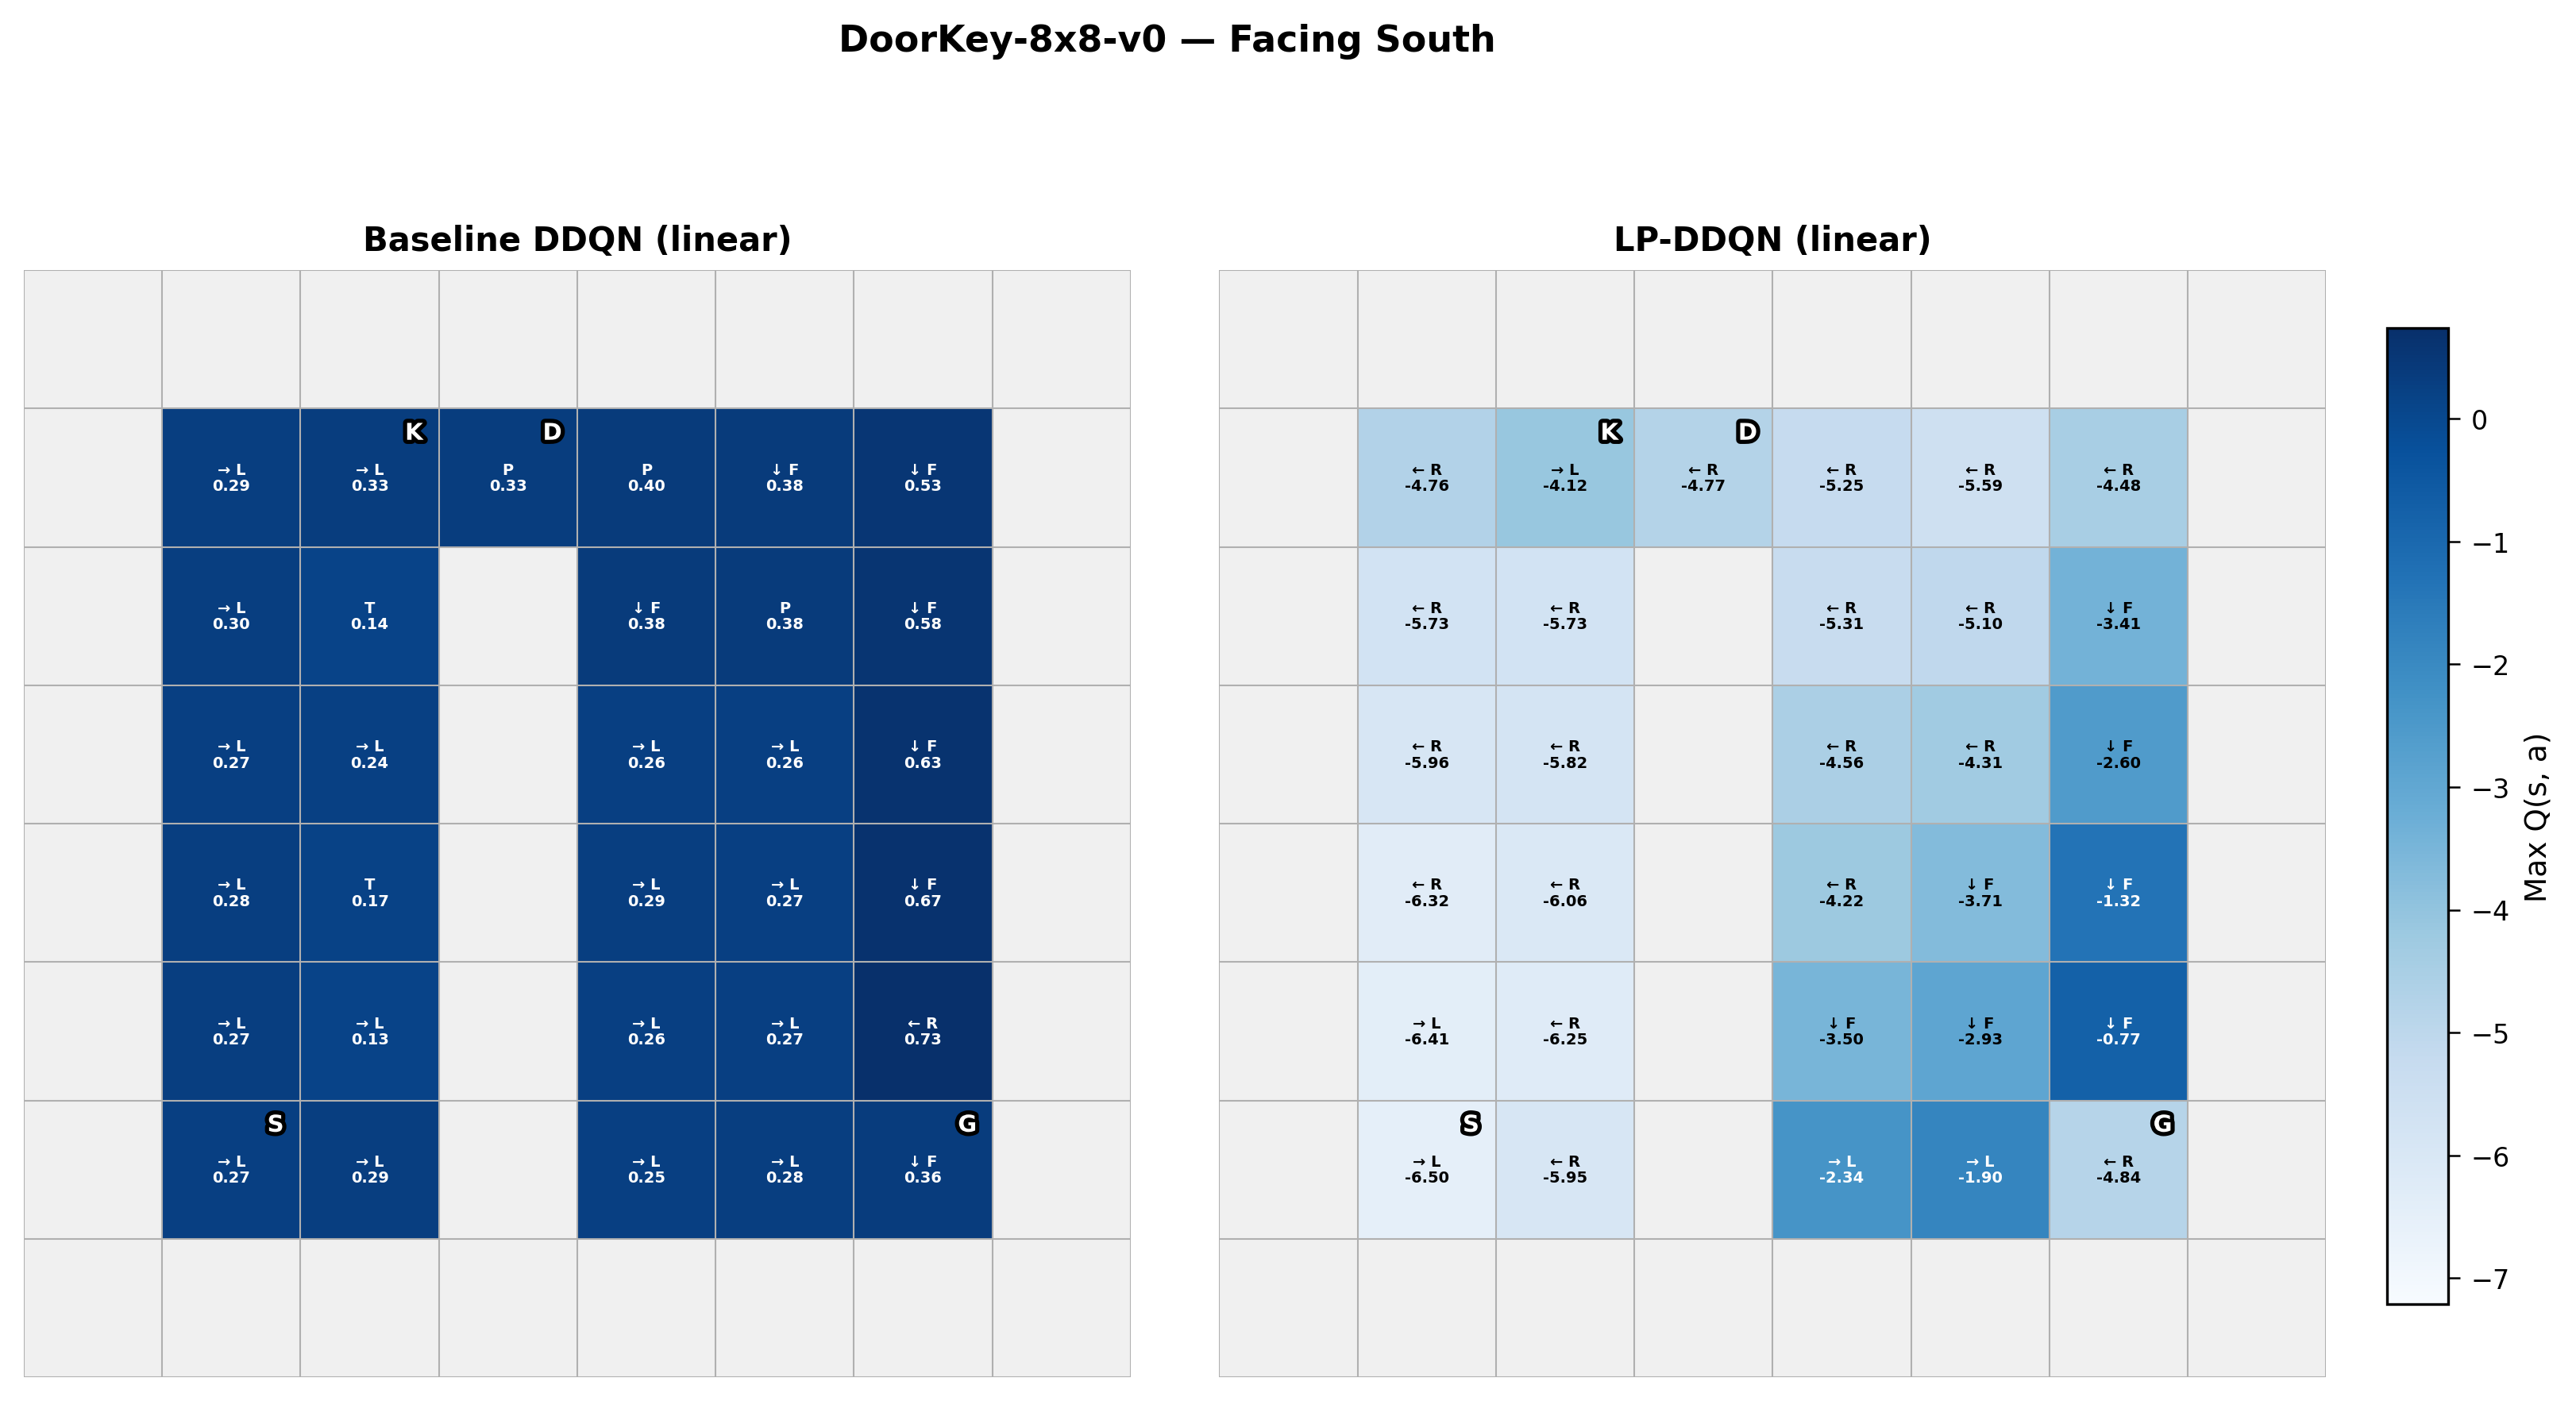 DoorKey-8x8-v0 — Facing South
Baseline DDQN (linear)
K D
→ L → L P P ↓ F ↓ F
0.29 0.33 0.33 0.40 0.38 0.53
→ L T ↓ F P ↓ F
0.30 0.14 0.38 0.38 0.58
→ L → L → L → L ↓ F
0.27 0.24 0.26 0.26 0.63
→ L T → L → L ↓ F
0.28 0.17 0.29 0.27 0.67
→ L → L → L → L ← R
0.27 0.13 0.26 0.27 0.73
S G
→ L → L → L → L ↓ F
0.27 0.29 0.25 0.28 0.36
LP-DDQN (linear)
K D
← R → L ← R ← R ← R ← R
-4.76 -4.12 -4.77 -5.25 -5.59 -4.48
← R ← R ← R ← R ↓ F
-5.73 -5.73 -5.31 -5.10 -3.41
← R ← R ← R ← R ↓ F
-5.96 -5.82 -4.56 -4.31 -2.60
← R ← R ← R ↓ F ↓ F
-6.32 -6.06 -4.22 -3.71 -1.32
→ L ← R ↓ F ↓ F ↓ F
-6.41 -6.25 -3.50 -2.93 -0.77
S G
→ L ← R → L → L ← R
-6.50 -5.95 -2.34 -1.90 -4.84
0
−1
−2
−3
−4
−5
−6
−7
Max Q(s, a)